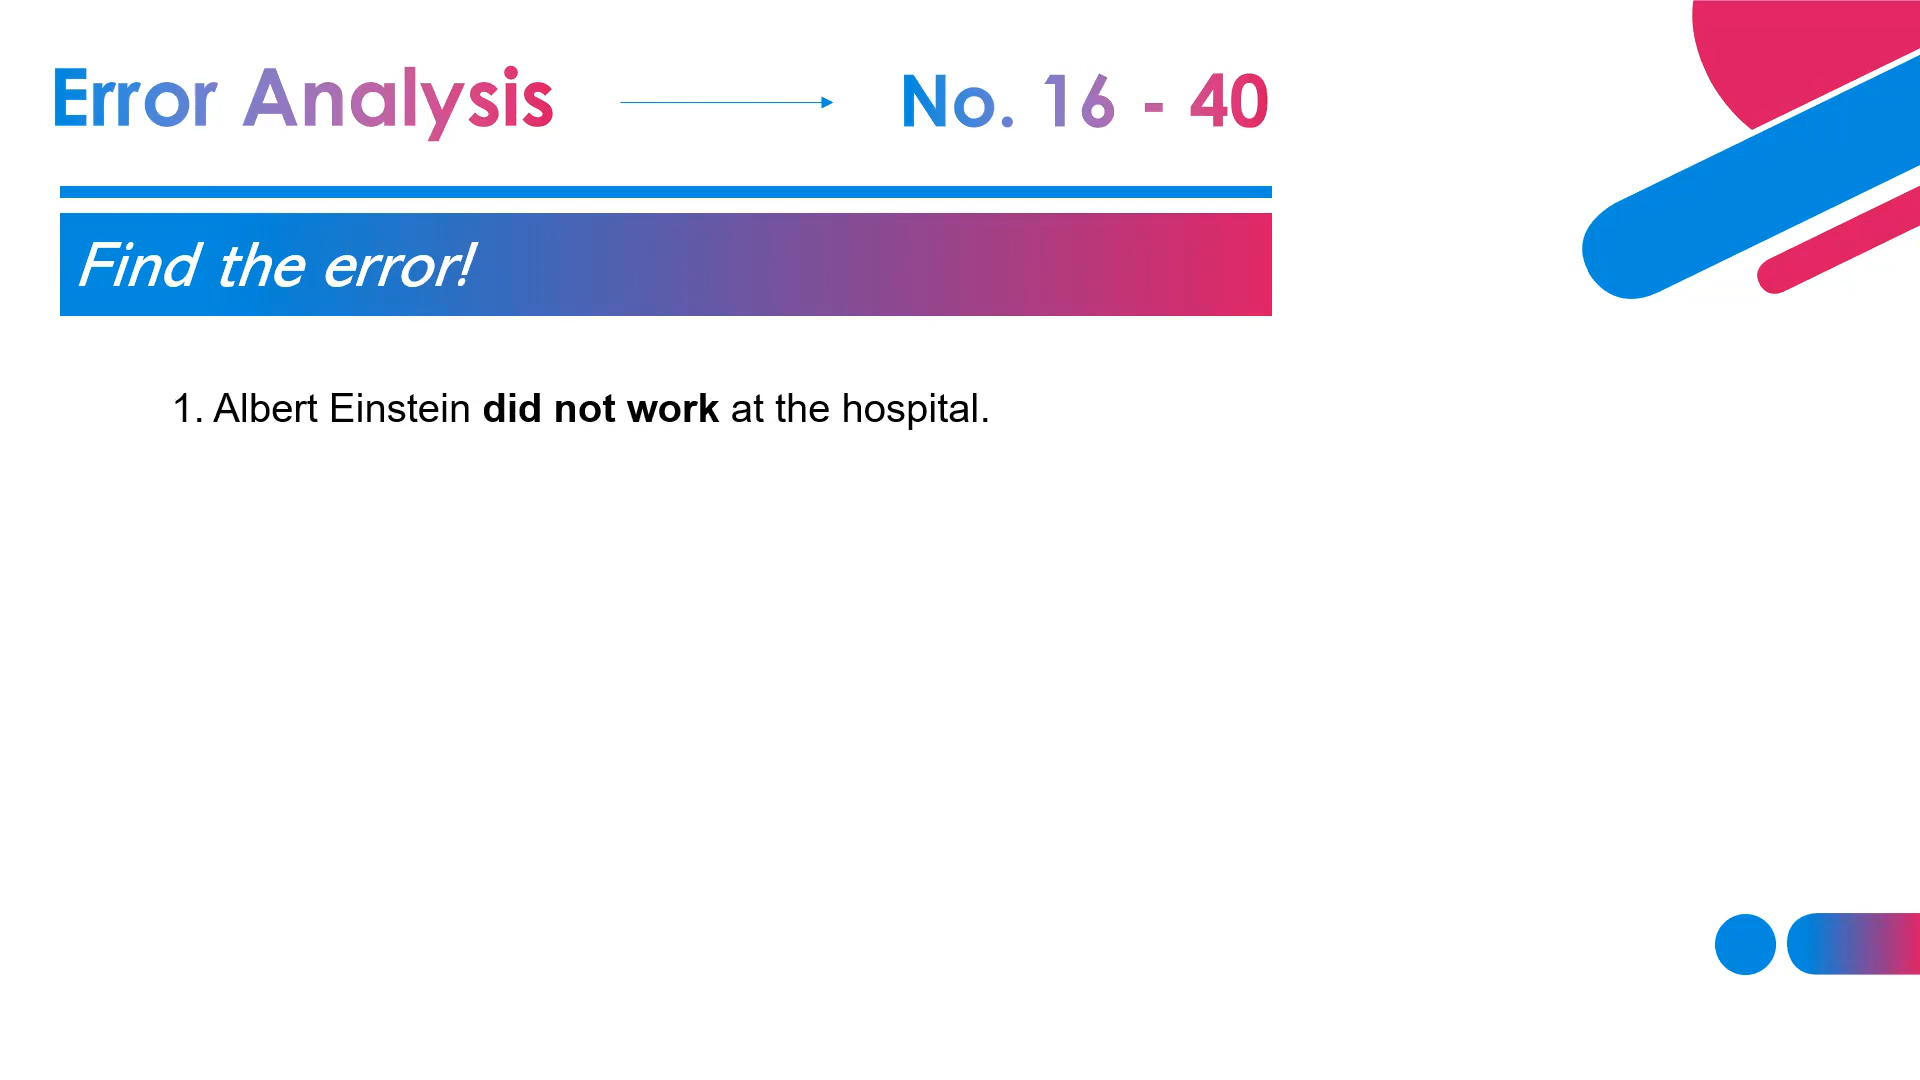 Error Analysis No. 16 - 40
Find the error!
1. Albert Einstein did not work at the hospital.